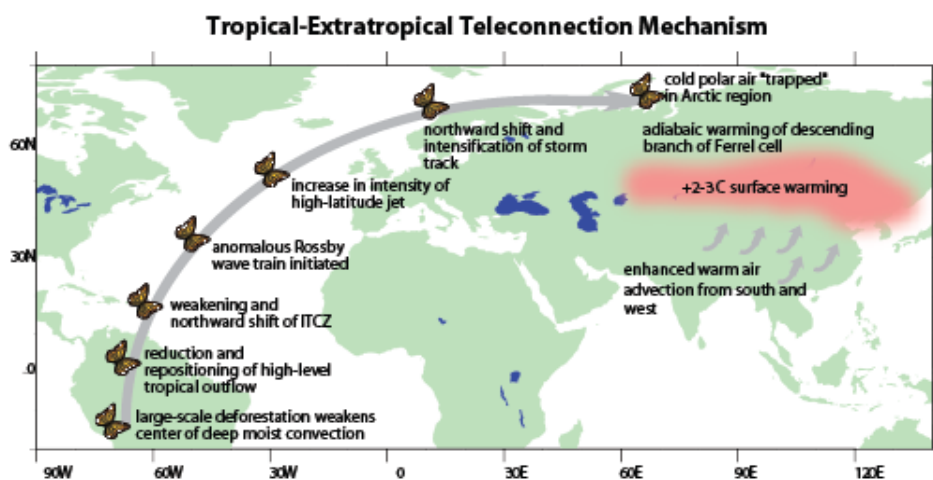 Tropical-Extratropical Teleconnection Mechanism
cold polar air "trapped"
in Arctic region
northward shift and
intensification of storm
track
adiabaic warming of descending
branch of Ferrel cell
60N
increase in intensity of
high-latitude jet
+2-3C surface warming
anomalous Rossby
wave train initiated
30N
enhanced warm air
advection from south and
west
weakening and
northward shift of ITCZ
reduction and
repositioning of high-level
tropical outflow
.0
large-scale deforestation weakens
center of deep moist convection
90W 60W 0 30E 60E 90E 120E